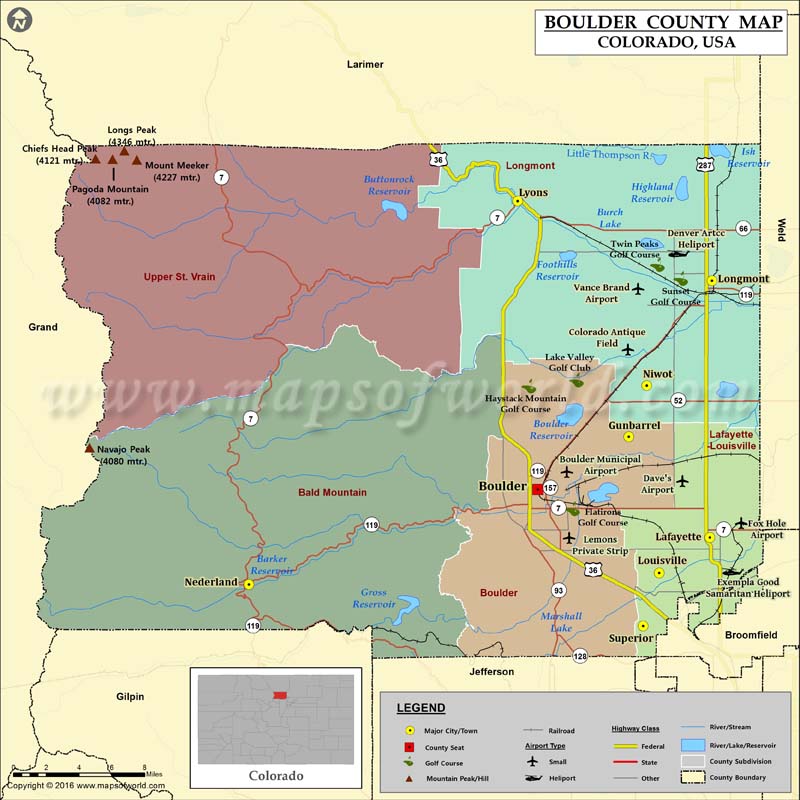 N
BOULDER COUNTY MAP
COLORADO, USA
Larimer
Longs Peak
(4346 mtr.)
Chiefs Head Peak
(4121 mtr.)
Mount Meeker
(4227 mtr.)
Pagoda Mountain
(4082 mtr.)
7
36
Longmont
Little Thompson R.
287
Ish
Reservoir
Buttonrock
Reservoir
Highland
Reservoir
Lyons
7
Burch
Lake
66
Weld
Denver Artcc
Heliport
Twin Peaks
Golf Course
Foothills
Reservoir
Upper St. Vrain
Longmont
Vance Brand
Airport
Sunset
Golf Course
119
Grand
Colorado Antique
Field
Lake Valley
Golf Club
Niwot
www.mapsofworld.com
Haystack Mountain
Golf Course
52
7
Boulder
Reservoir
Gunbarrel
Lafayette
-Louisville
Navajo Peak
(4080 mtr.)
119
Boulder Municipal
Airport
Boulder
157
Dave's
Airport
Bald Mountain
7
Flatirons
Golf Course
119
7
Fox Hole
Airport
Lemons
Private Strip
Lafayette
Barker
Reservoir
36
Louisville
Nederland
Exempla Good
Samaritan Heliport
Gross
Reservoir
Boulder
93
Marshall
Lake
119
Superior
Broomfield
128
Jefferson
Gilpin
Colorado
LEGEND
Major City/Town
County Seat
Golf Course
Mountain Peak/Hill
Railroad
Airport Type
Small
Heliport
Highway Class
Federal
State
Other
River/Stream
River/Lake/Reservoir
County Subdivision
County Boundary
0 2 4 6 8
Miles
Copyright © 2016 www.mapsofworld.com